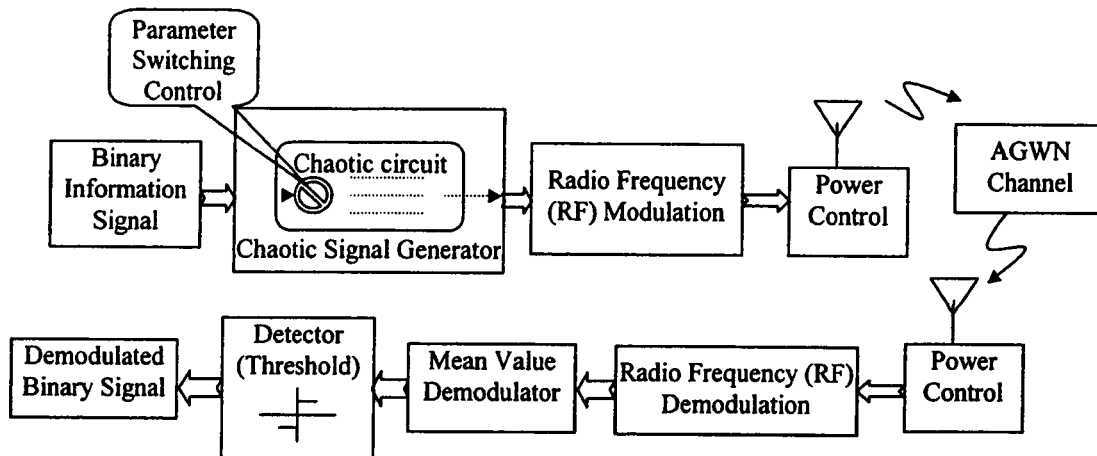 Parameter
Switching
Control
Binary
Information
Signal
Chaotic circuit
Chaotic Signal Generator
Radio Frequency
(RF) Modulation
Power
Control
AGWN
Channel
Demodulated
Binary Signal
Detector
(Threshold)
Mean Value
Demodulator
Radio Frequency (RF)
Demodulation
Power
Control